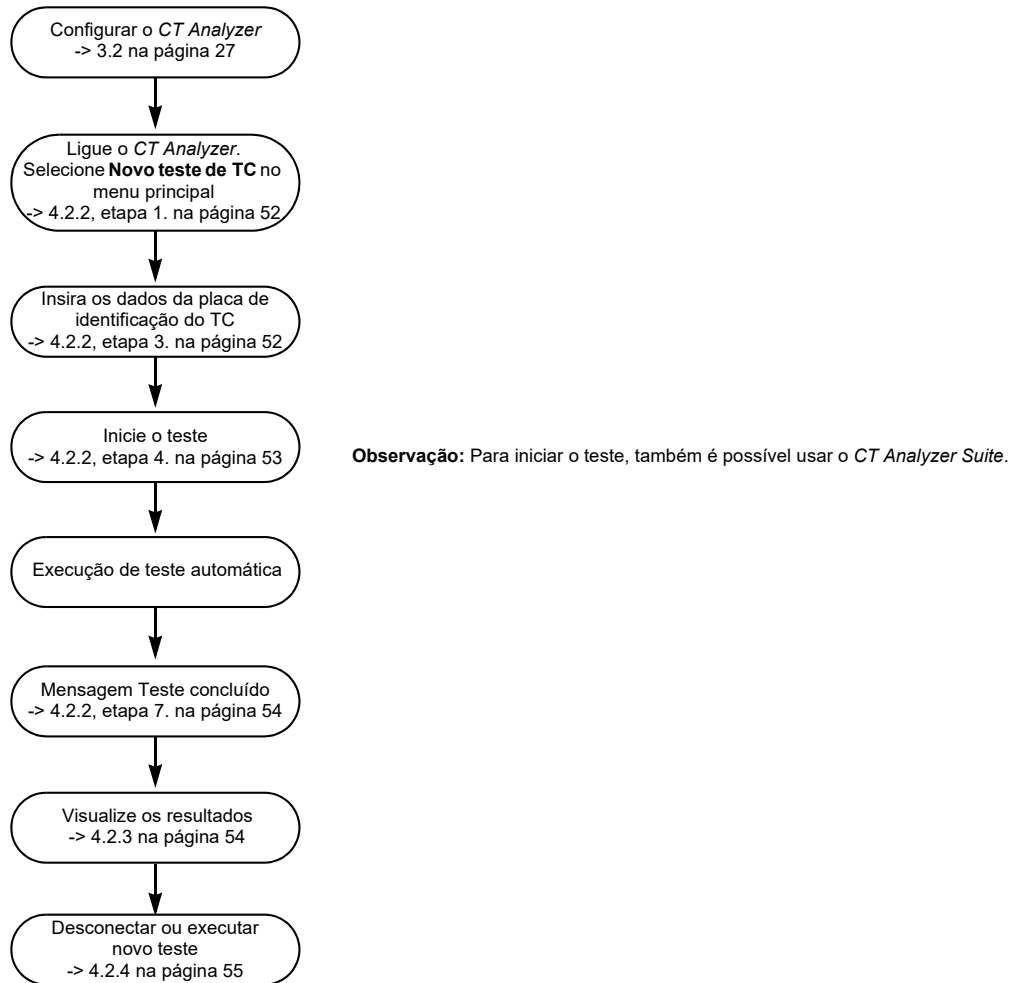 Configurar o CT Analyzer
-> 3.2 na página 27
Ligue o CT Analyzer.
Selecione Novo teste de TC no
menu principal
-> 4.2.2, etapa 1. na página 52
Insira os dados da placa de
identificação do TC
-> 4.2.2, etapa 3. na página 52
Inicie o teste
-> 4.2.2, etapa 4. na página 53
Observação: Para iniciar o teste, também é possível usar o CT Analyzer Suite.
Execução de teste automática
Mensagem Teste concluído
-> 4.2.2, etapa 7. na página 54
Visualize os resultados
-> 4.2.3 na página 54
Desconectar ou executar
novo teste
-> 4.2.4 na página 55